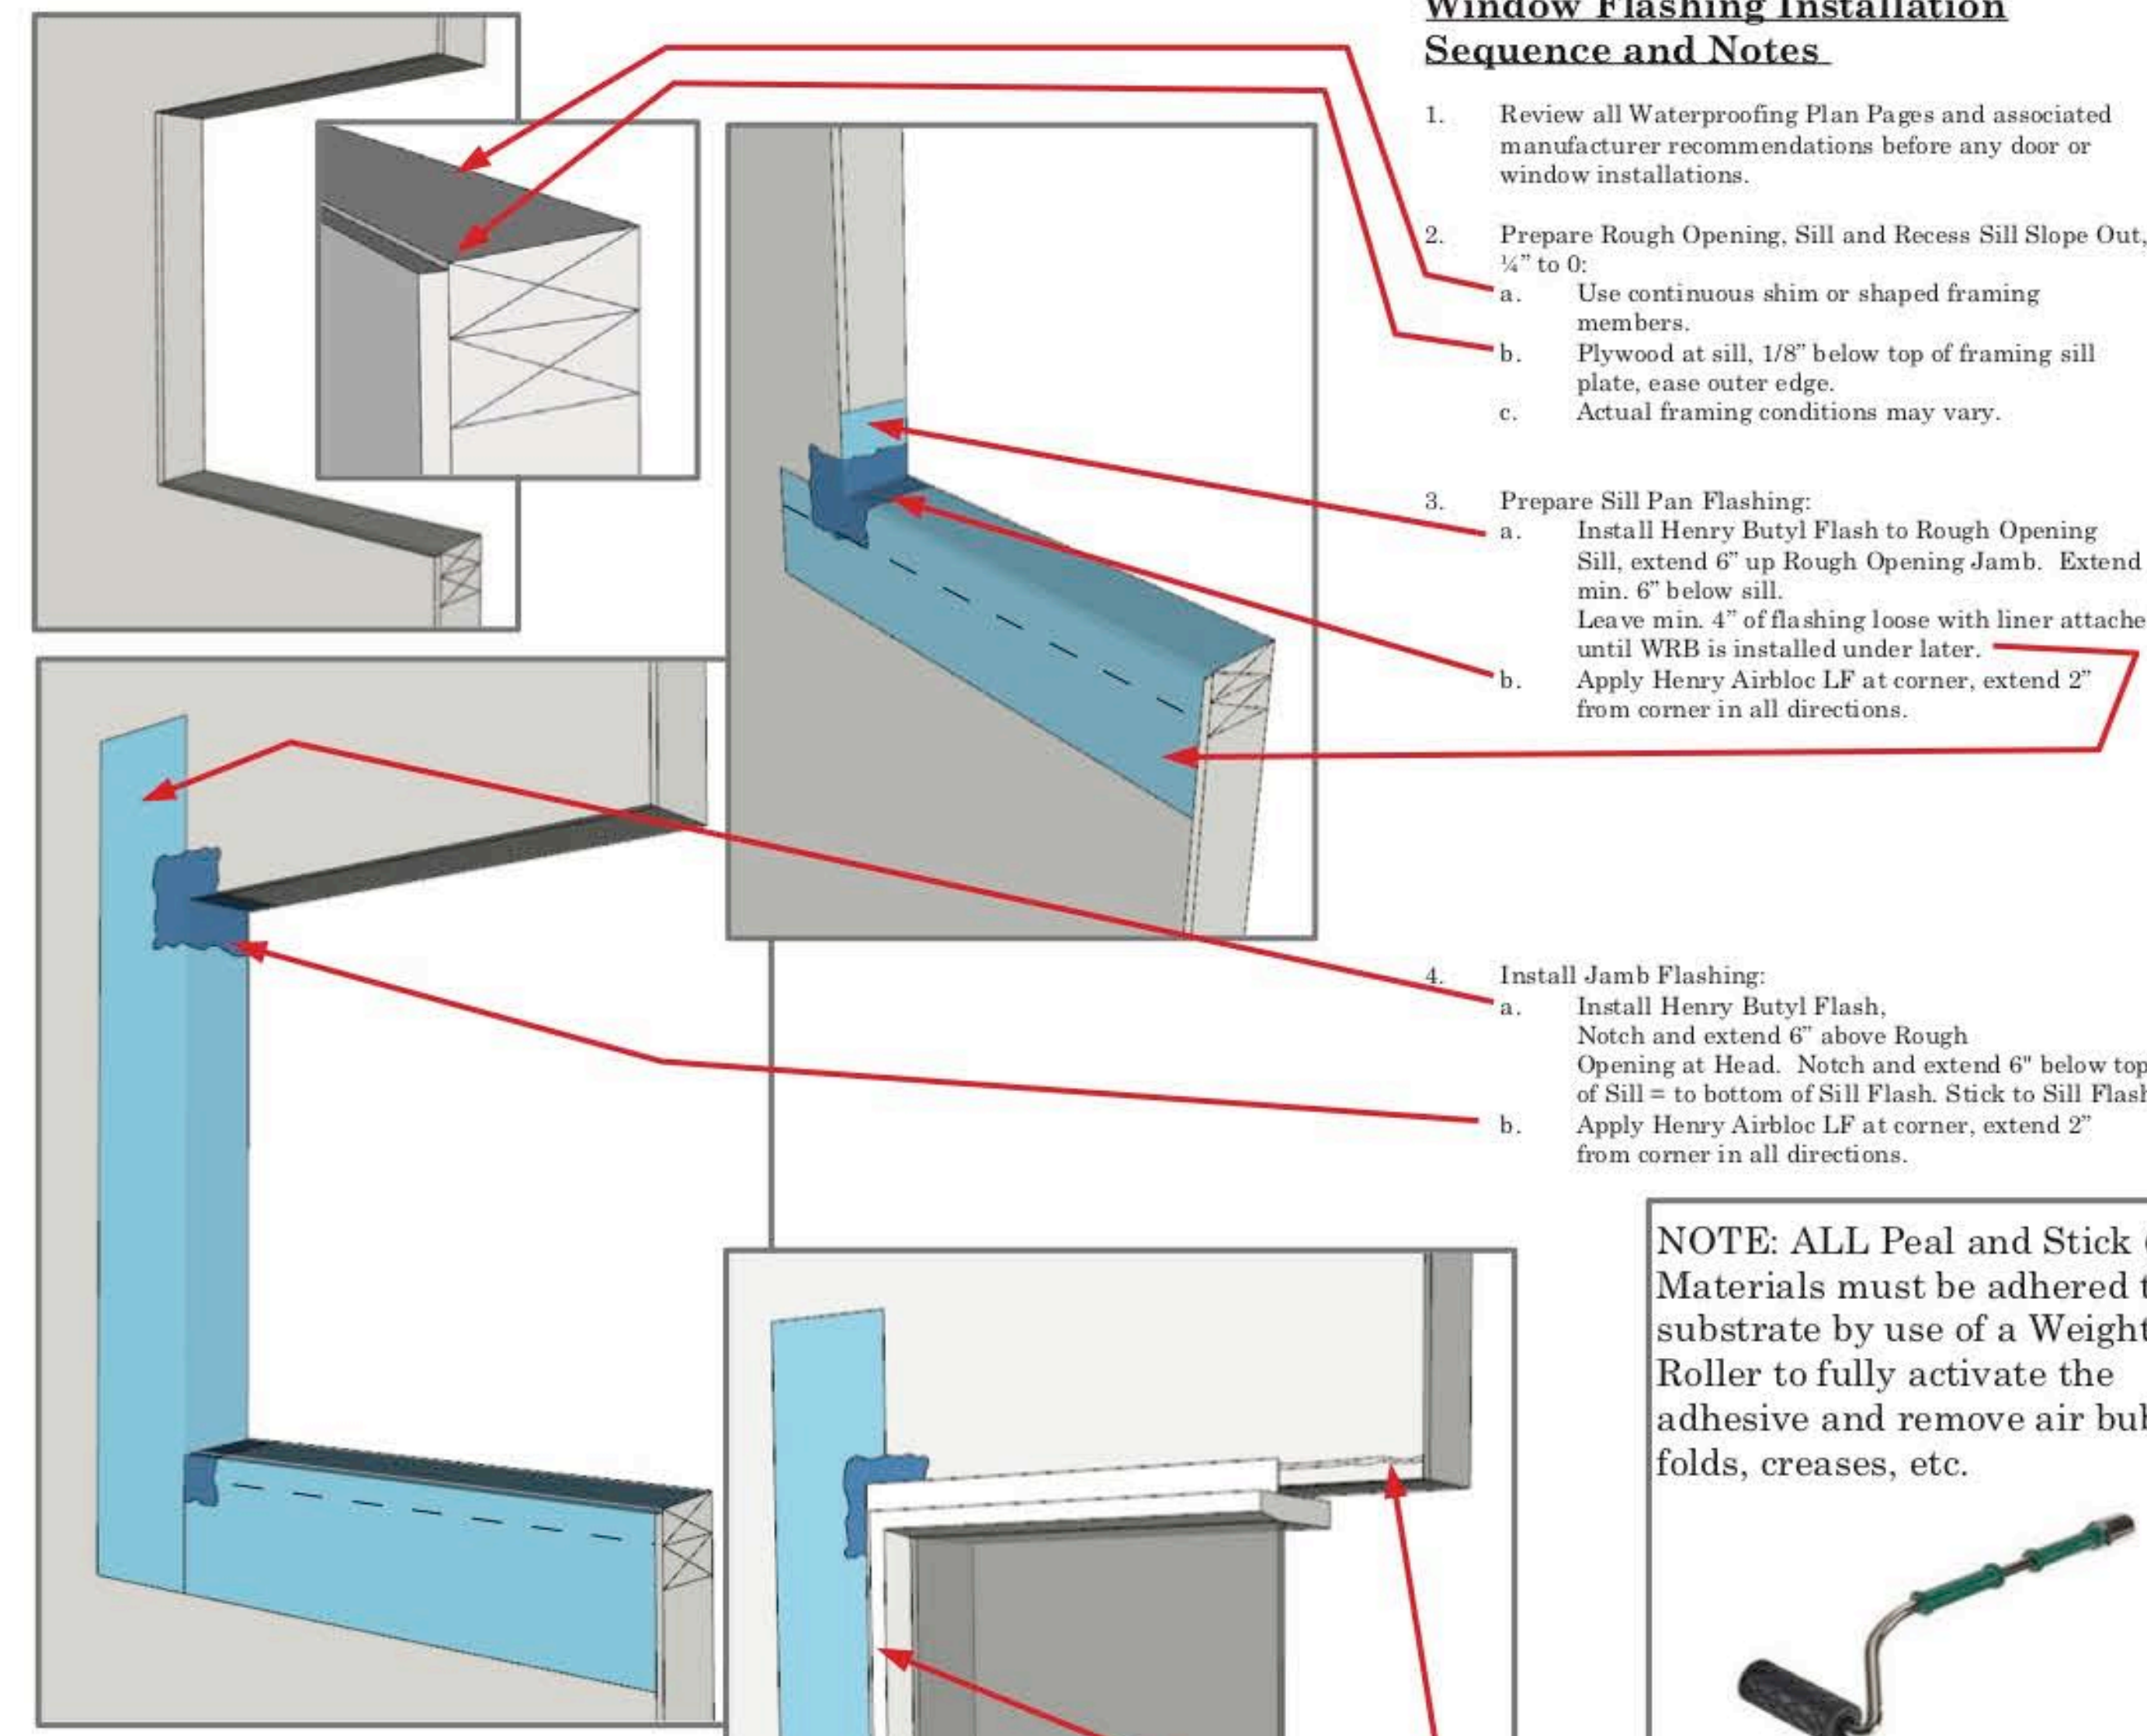 Window Flashing Installation
Sequence and Notes
1. Review all Waterproofing Plan Pages and associated
manufacturer recommendations before any door or
window installations.
2. Prepare Rough Opening, Sill and Recess Sill Slope Out,
¼” to 0:
a. Use continuous shim or shaped framing
members.
b. Plywood at sill, 1/8” below top of framing sill
plate, ease outer edge.
c. Actual framing conditions may vary.
3. Prepare Sill Pan Flashing:
a. Install Henry Butyl Flash to Rough Opening
Sill, extend 6” up Rough Opening Jamb. Extend
min. 6” below sill.
Leave min. 4” of flashing loose with liner attache
until WRB is installed under later.
b. Apply Henry Airbloc LF at corner, extend 2”
from corner in all directions.
4. Install Jamb Flashing:
a. Install Henry Butyl Flash,
Notch and extend 6” above Rough
Opening at Head. Notch and extend 6" below top
of Sill = to bottom of Sill Flash. Stick to Sill Flash
b. Apply Henry Airbloc LF at corner, extend 2”
from corner in all directions.
NOTE: ALL Peal and Stick
Materials must be adhered
substrate by use of a Weight
Roller to fully activate the
adhesive and remove air
folds, creases, etc.